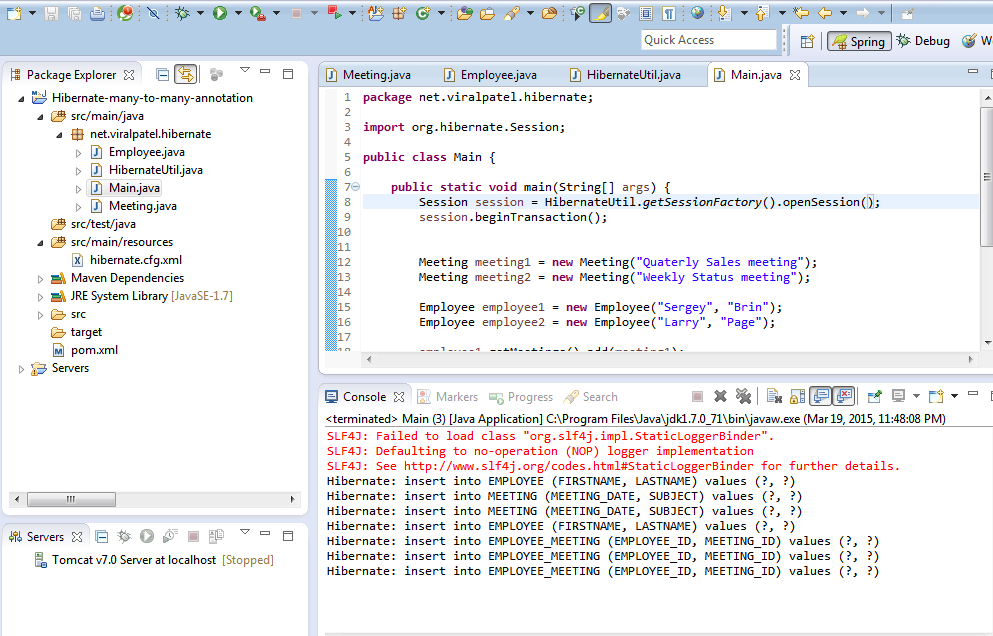 Quick Access
Spring
Debug
W
Package Explorer
Hibernate-many-to-many-annotation
src/main/java
net.viralpatel.hibernate
Employee.java
HibernateUtil.java
Main.java
Meeting.java
src/test/java
src/main/resources
hibernate.cfg.xml
Maven Dependencies
JRE System Library [JavaSE-1.7]
src
target
pom.xml
Servers
Servers
Tomcat v7.0 Server at localhost [Stopped]
Meeting.java
Employee.java
HibernateUtil.java
Main.java
1 package net.viralpatel.hibernate;
2
3 import org.hibernate.Session;
4
5 public class Main {
6
7 public static void main(String[] args) {
8 Session session = HibernateUtil.getSessionFactory().openSession();
9 session.beginTransaction();
10
11
12 Meeting meeting1 = new Meeting("Quaterly Sales meeting");
13 Meeting meeting2 = new Meeting("Weekly Status meeting");
14
15 Employee employee1 = new Employee("Sergey", "Brin");
16 Employee employee2 = new Employee("Larry", "Page");
17
18 employee1.getMeetings().add(meeting1);
Console
Markers
Progress
Search
<terminated> Main (3) [Java Application] C:\Program Files\Java\jdk1.7.0_71\bin\javaw.exe (Mar 19, 2015, 11:48:08 PM)
SLF4J: Failed to load class "org.slf4j.impl.StaticLoggerBinder".
SLF4J: Defaulting to no-operation (NOP) logger implementation
SLF4J: See http://www.slf4j.org/codes.html#StaticLoggerBinder for further details.
Hibernate: insert into EMPLOYEE (FIRSTNAME, LASTNAME) values (?, ?)
Hibernate: insert into MEETING (MEETING_DATE, SUBJECT) values (?, ?)
Hibernate: insert into MEETING (MEETING_DATE, SUBJECT) values (?, ?)
Hibernate: insert into EMPLOYEE (FIRSTNAME, LASTNAME) values (?, ?)
Hibernate: insert into EMPLOYEE_MEETING (EMPLOYEE_ID, MEETING_ID) values (?, ?)
Hibernate: insert into EMPLOYEE_MEETING (EMPLOYEE_ID, MEETING_ID) values (?, ?)
Hibernate: insert into EMPLOYEE_MEETING (EMPLOYEE_ID, MEETING_ID) values (?, ?)